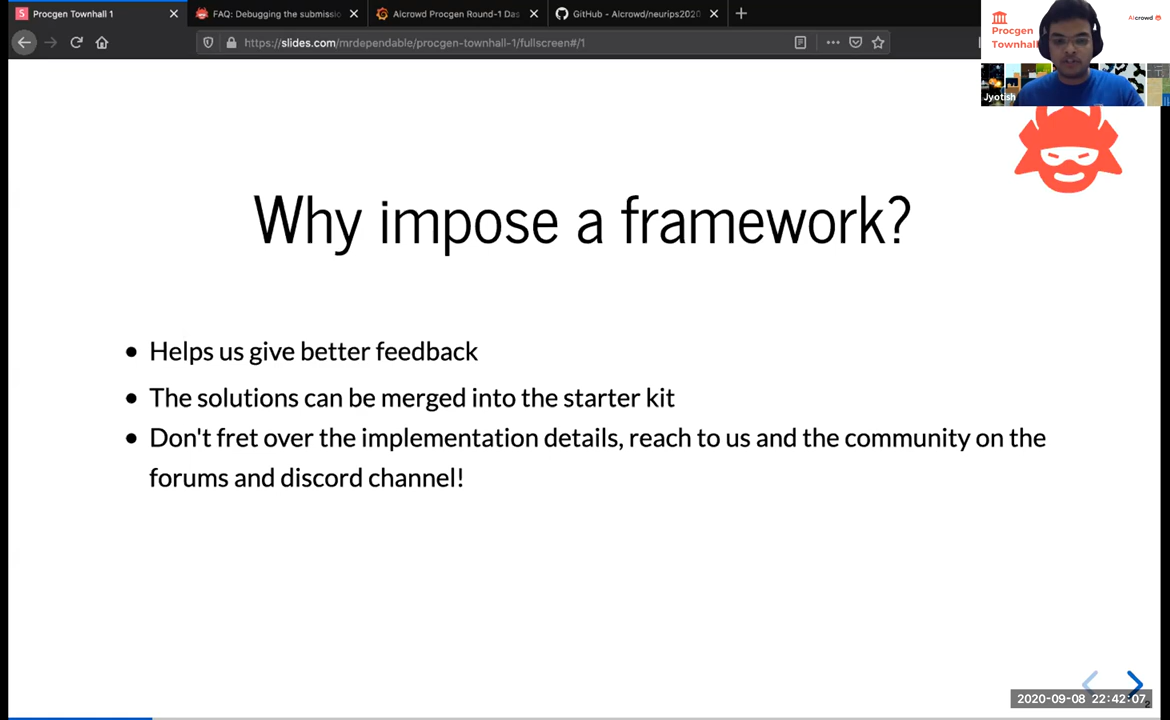 Procgen Townhall 1
FAQ: Debugging the submissio
AIcrowd Procgen Round-1 Das
GitHub - AIcrowd/neurips2020
https://slides.com/mrdependable/procgen-townhall-1/fullscreen#/1
Procgen
Townhall
AIcrowd
Jyotish
Why impose a framework?
Helps us give better feedback
The solutions can be merged into the starter kit
Don't fret over the implementation details, reach to us and the community on the
forums and discord channel!
2020-09-08 22:42:07
2